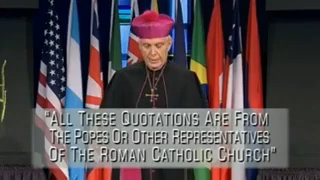 "All These Quotations Are From
The Popes Or Other Representatives
Of The Roman Catholic Church"